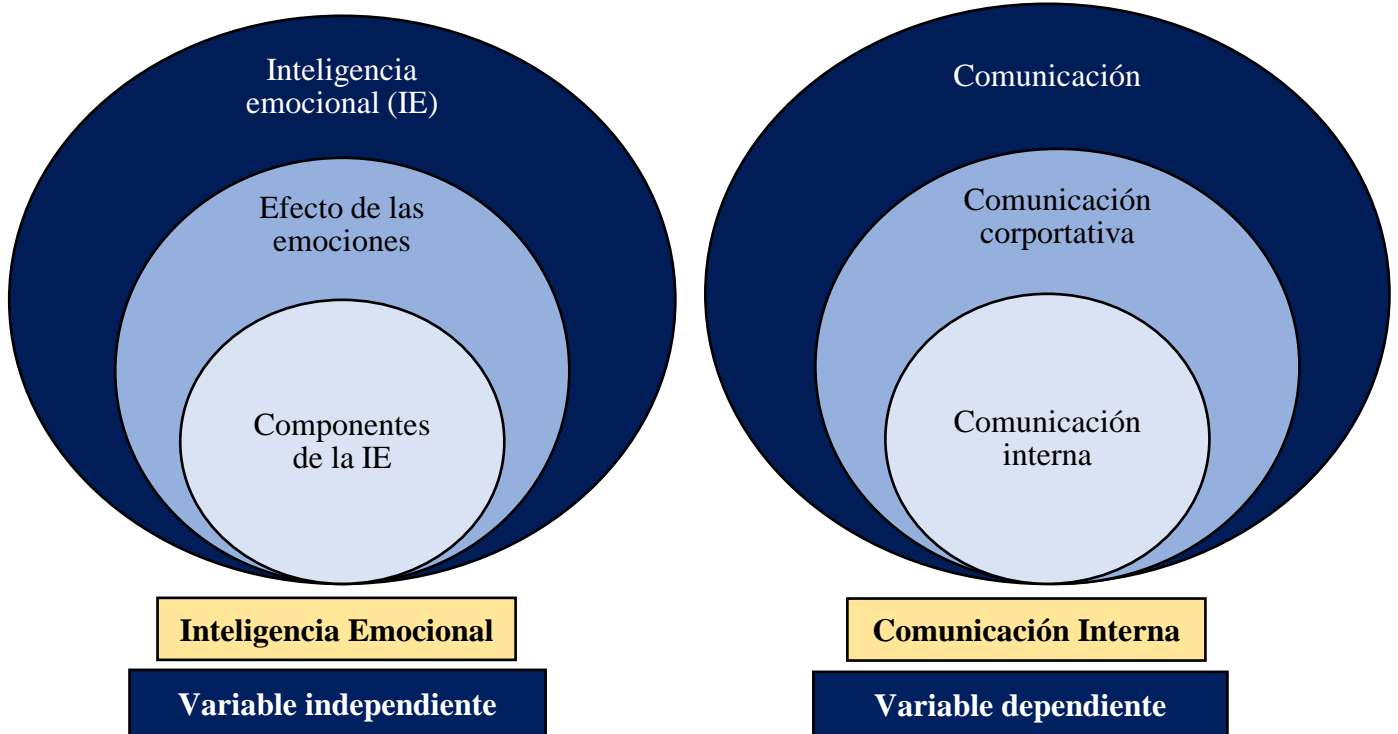 Inteligencia
emocional (IE)
Efecto de las
emociones
Componentes
de la IE
Inteligencia Emocional
Variable independiente
Comunicación
Comunicación
corportativa
Comunicación
interna
Comunicación Interna
Variable dependiente